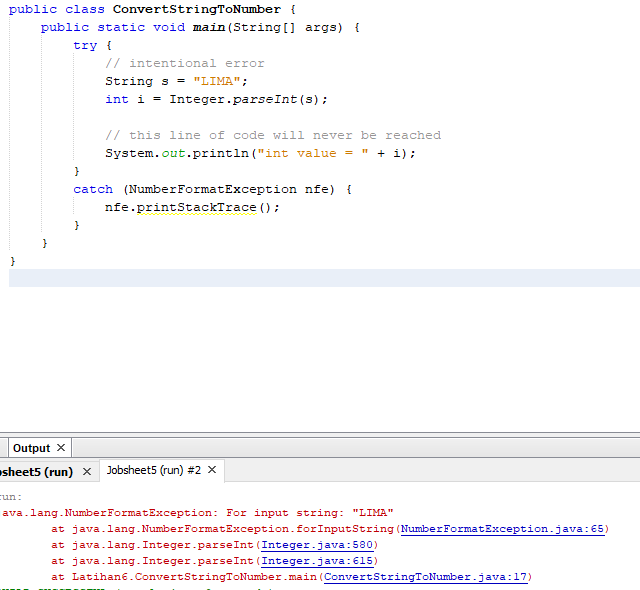 public class ConvertStringToNumber {
public static void main(String[] args) {
try {
// intentional error
String s = "LIMA";
int i = Integer.parseInt(s);
// this line of code will never be reached
System.out.println("int value = " + i);
}
catch (NumberFormatException nfe) {
nfe.printStackTrace();
}
}
}
Output
sheet5 (run)
Jobsheet5 (run) #2
run:
ava.lang.NumberFormatException: For input string: "LIMA"
at java.lang.NumberFormatException.forInputString(NumberFormatException.java:65)
at java.lang.Integer.parseInt(Integer.java:580)
at java.lang.Integer.parseInt(Integer.java:615)
at Latihan6.ConvertStringToNumber.main(ConvertStringToNumber.java:17)